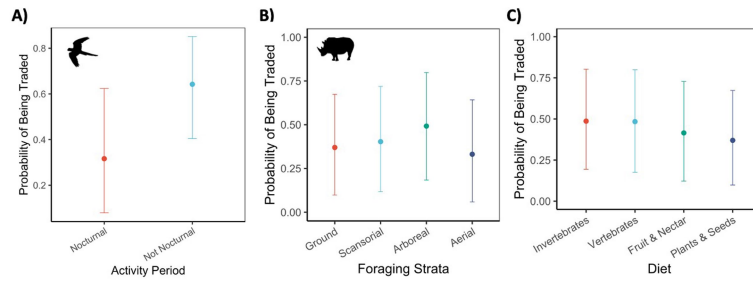 A)
Probability of Being Traded
0.8
0.6
0.4
0.2
Nocturnal
Not Nocturnal
Activity Period
B)
Probability of Being Traded
1.00
0.75
0.50
0.25
0.00
Ground
Scansorial
Arboreal
Aerial
Foraging Strata
C)
Probability of Being Traded
1.00
0.75
0.50
0.25
0.00
Invertebrates
Vertebrates
Fruit & Nectar
Plants & Seeds
Diet